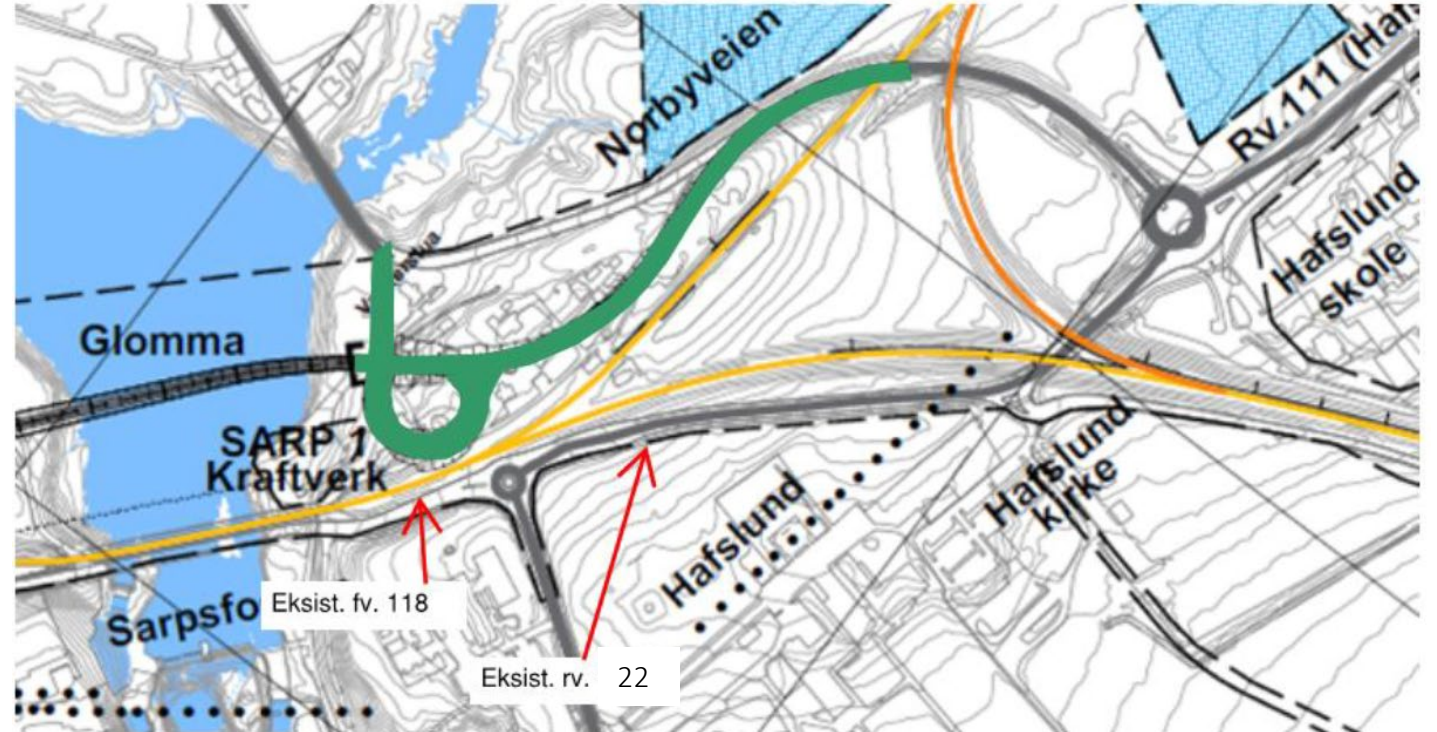 Norbyveien
Rv.111 (Haf
Hafslund
skole
Glomma
SARP 1
Kraftverk
Hafslund
kirke
Hafslund
Eksist. fv. 118
Sarpsfo
Eksist. rv. 22